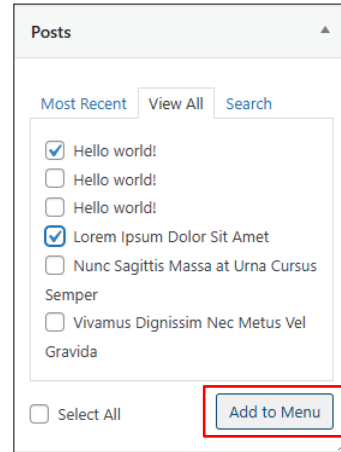 Posts
Most Recent View All Search
Hello world!
Hello world!
Hello world!
Lorem Ipsum Dolor Sit Amet
Nunc Sagittis Massa at Urna Cursus
Semper
Vivamus Dignissim Nec Metus Vel
Gravida
Select All Add to Menu